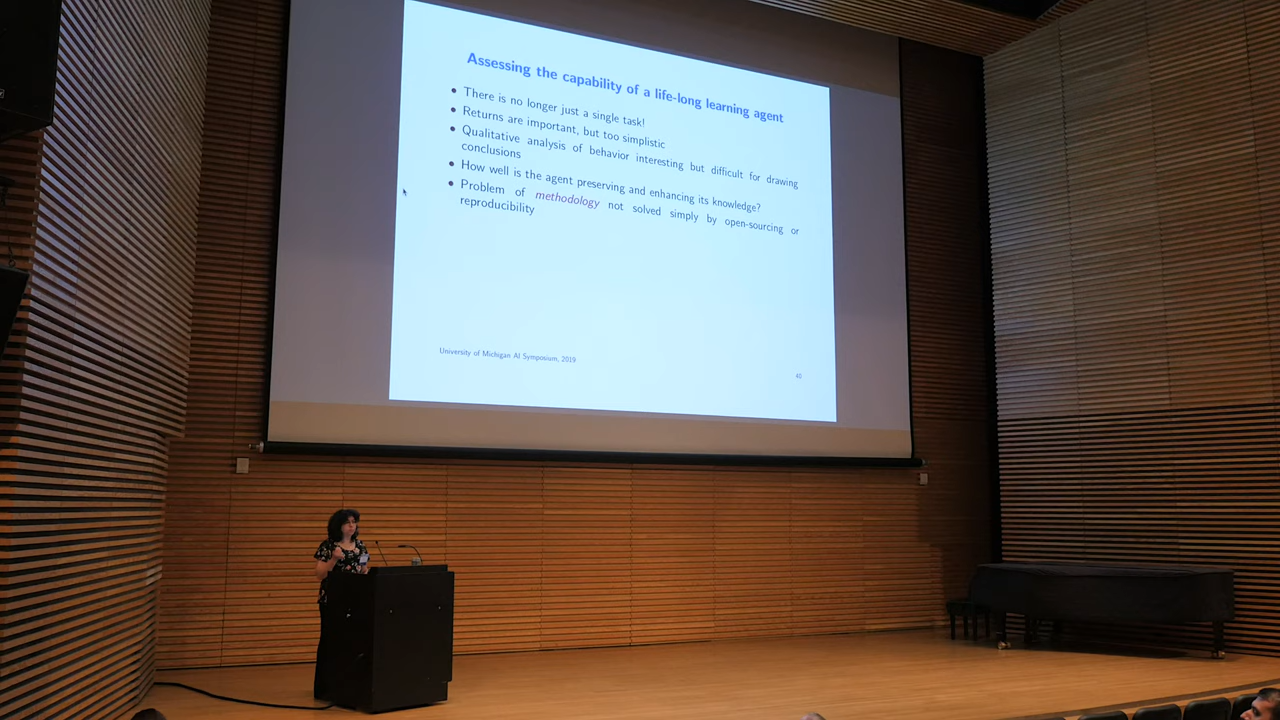 Assessing the capability of a life-long learning agent
• There is no longer just a single task!
• Returns are important, but too simplistic
• Qualitative analysis of behavior interesting but difficult for drawing
conclusions
• How well is the agent preserving and enhancing its knowledge?
• Problem of methodology not solved simply by open-sourcing or
reproducibility
University of Michigan AI Symposium, 2019
40